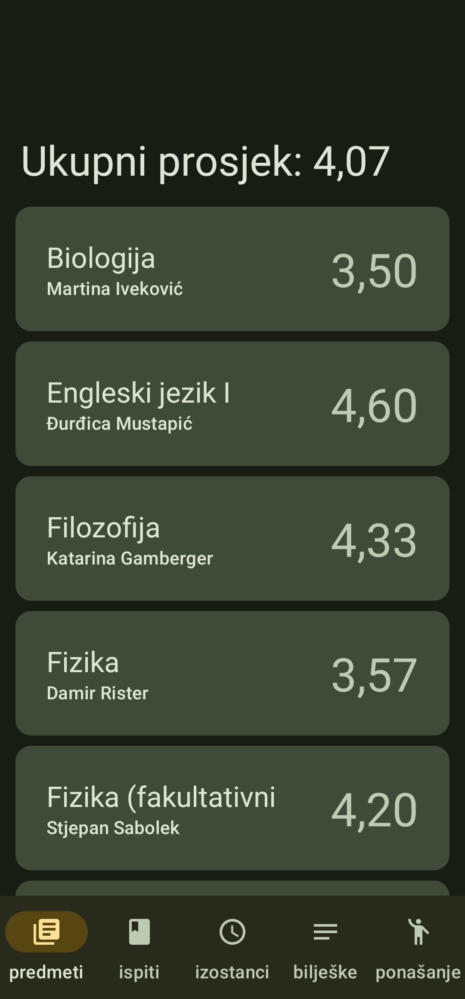 Ukupni prosjek: 4,07
Biologija
Martina Iveković
3,50
Engleski jezik I
Đurđica Mustapić
4,60
Filozofija
Katarina Gamberger
4,33
Fizika
Damir Rister
3,57
Fizika (fakultativni
Stjepan Sabolek
4,20
predmeti
ispiti
izostanci
bilješke
ponašanje